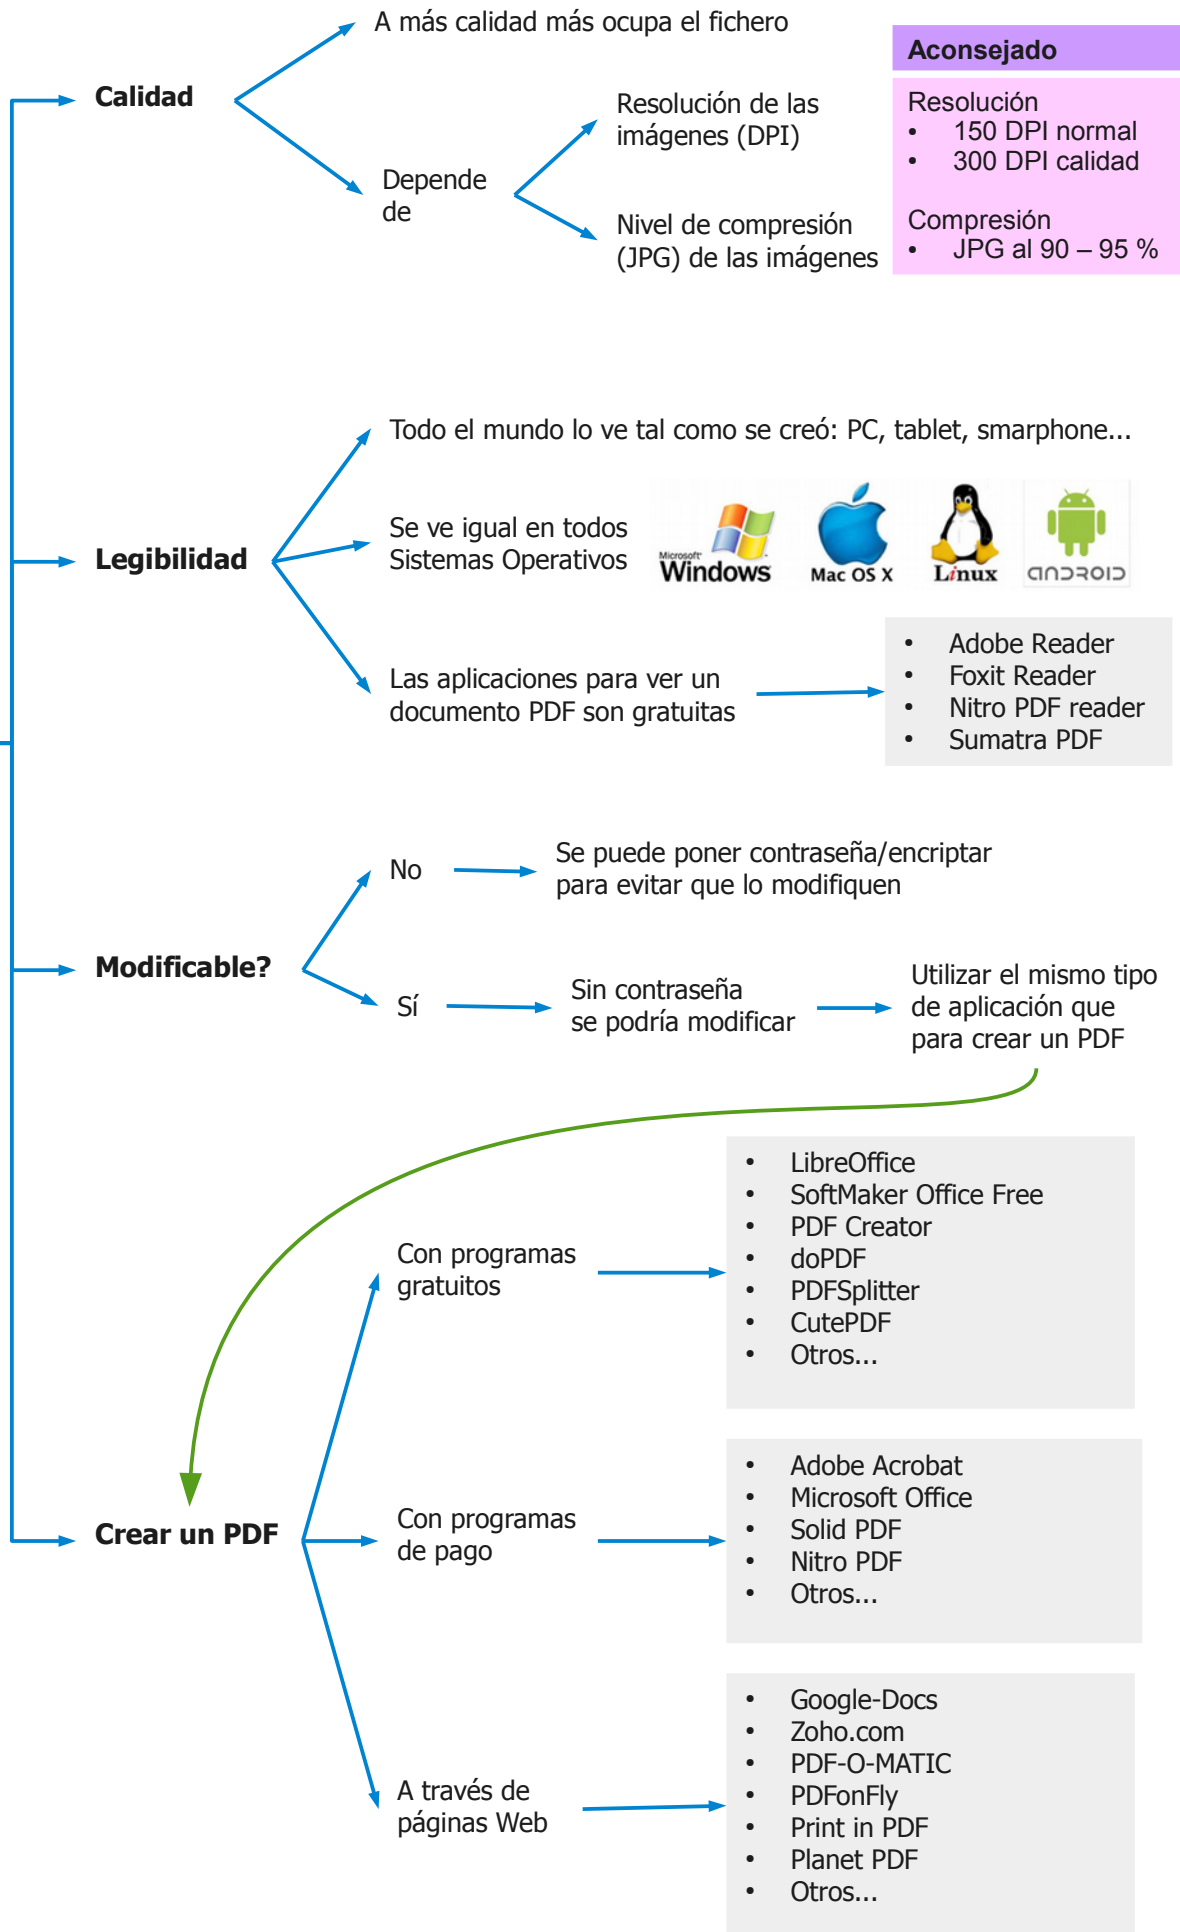 A más calidad más ocupa el fichero
Calidad
Depende
de
Resolución de las
imágenes (DPI)
Nivel de compresión
(JPG) de las imágenes
Aconsejado
Resolución
• 150 DPI normal
• 300 DPI calidad
Compresión
• JPG al 90 – 95 %
Todo el mundo lo ve tal como se creó: PC, tablet, smarphone...
Legibilidad
Se ve igual en todos
Sistemas Operativos
Microsoft
Windows
Mac OS X
Linux
ANDROID
Las aplicaciones para ver un
documento PDF son gratuitas
• Adobe Reader
• Foxit Reader
• Nitro PDF reader
• Sumatra PDF
Modificable?
No
Se puede poner contraseña/encriptar
para evitar que lo modifiquen
Sí
Sin contraseña
se podría modificar
Utilizar el mismo tipo
de aplicación que
para crear un PDF
Crear un PDF
Con programas
gratuitos
• LibreOffice
• SoftMaker Office Free
• PDF Creator
• doPDF
• PDFSplitter
• CutePDF
• Otros...
Con programas
de pago
• Adobe Acrobat
• Microsoft Office
• Solid PDF
• Nitro PDF
• Otros...
A través de
páginas Web
• Google-Docs
• Zoho.com
• PDF-O-MATIC
• PDFonFly
• Print in PDF
• Planet PDF
• Otros...